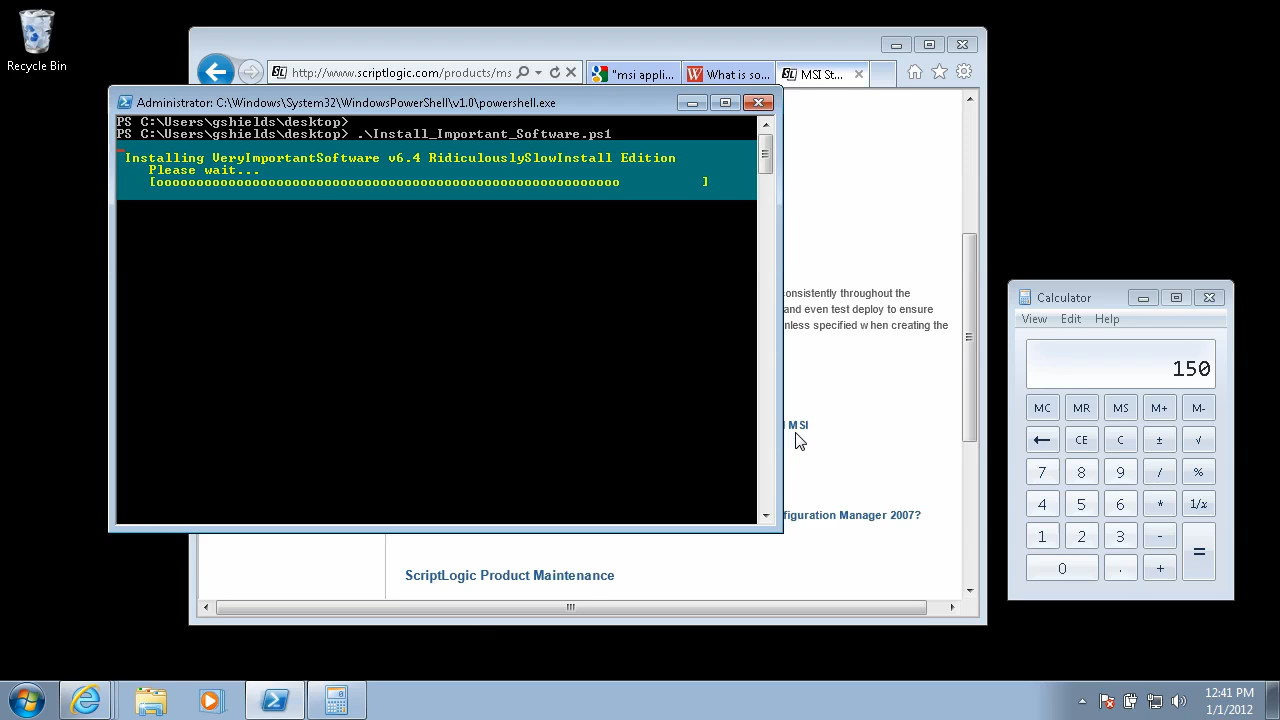 Recycle Bin
http://www.scriptlogic.com/products/ms
"msi appli...
What is so...
MSI St...
Administrator: C:\Windows\System32\WindowsPowerShell\v1.0\powershell.exe
PS C:\Users\gshields\desktop>
PS C:\Users\gshields\desktop> .\Install_Important_Software.ps1
Installing VeryImportantSoftware v6.4 RidiculouslySlowInstall Edition
Please wait...
[oooooooooooooooooooooooooooooooooooooooooooooooooooooooooo          ]
onsistently throughout the
and even test deploy to ensure
nless specified w hen creating the
MSI
figuration Manager 2007?
ScriptLogic Product Maintenance
Calculator
View Edit Help
150
MC MR MS M+ M-
← CE C ± √
7 8 9 / %
4 5 6 * 1/x
1 2 3 - =
0 . +
12:41 PM
1/1/2012